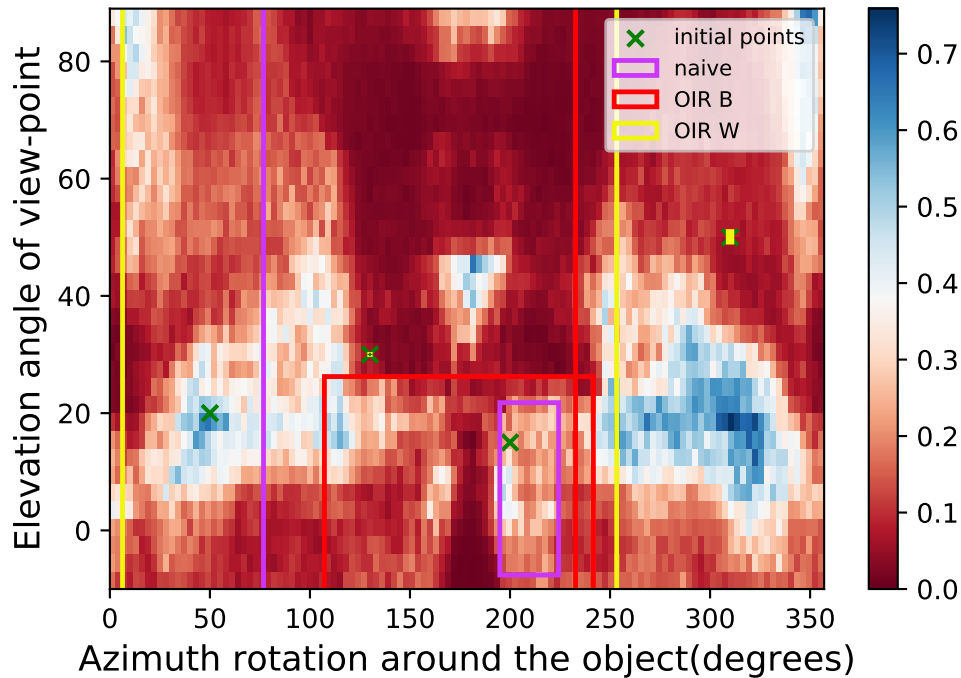 Elevation angle of view-point
80
60
40
20
0
0 50 100 150 200 250 300 350
Azimuth rotation around the object(degrees)
initial points
naive
OIR B
OIR W
0.7
0.6
0.5
0.4
0.3
0.2
0.1
0.0